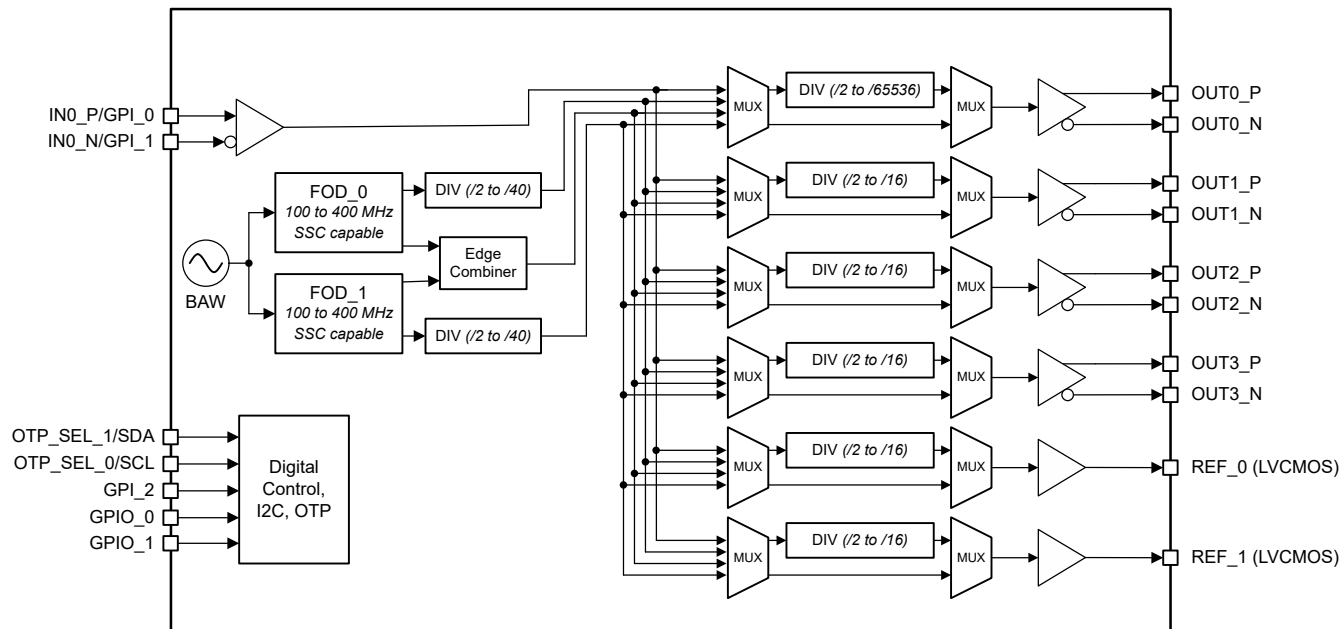 IN0_P/GPI_0
IN0_N/GPI_1
FOD_0
100 to 400 MHz
SSC capable
DIV (/2 to /40)
Edge
Combiner
BAW
FOD_1
100 to 400 MHz
SSC capable
DIV (/2 to /40)
OTP_SEL_1/SDA
OTP_SEL_0/SCL
GPI_2
GPIO_0
GPIO_1
Digital
Control,
I2C, OTP
MUX
DIV (/2 to /65536)
MUX
OUT0_P
OUT0_N
MUX
DIV (/2 to /16)
MUX
OUT1_P
OUT1_N
MUX
DIV (/2 to /16)
MUX
OUT2_P
OUT2_N
MUX
DIV (/2 to /16)
MUX
OUT3_P
OUT3_N
MUX
DIV (/2 to /16)
MUX
REF_0 (LVCMOS)
MUX
DIV (/2 to /16)
MUX
REF_1 (LVCMOS)